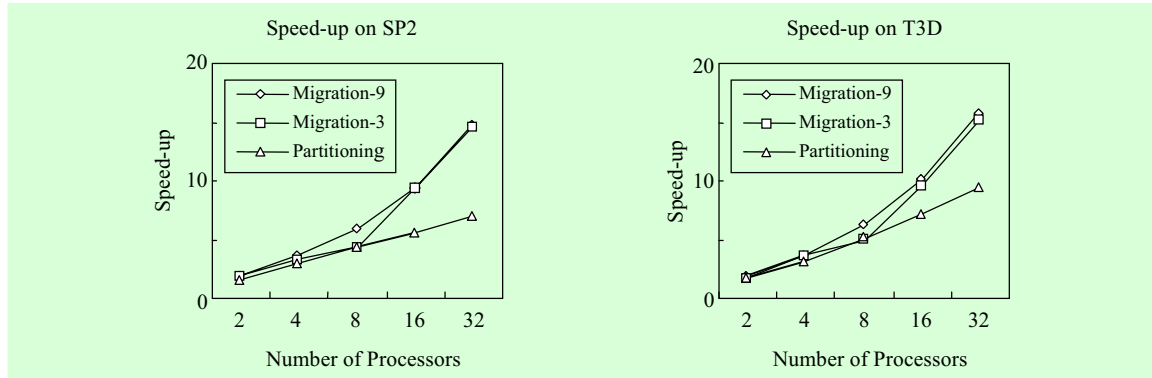 Speed-up on SP2
20
10
0
Speed-up
Migration-9
Migration-3
Partitioning
2 4 8 16 32
Number of Processors
Speed-up on T3D
20
10
0
Speed-up
Migration-9
Migration-3
Partitioning
2 4 8 16 32
Number of Processors